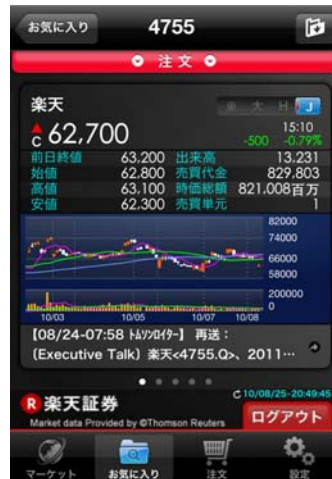 お気に入り 4755
注文
楽天 東 大 H J
C 62,700 15:10
-500 -0.79%
前日終値 63,200 出来高 13.231
始値 62,800 売買代金 829,803
高値 63,100 時価総額 821.008百万
安値 62,300 売買単元 1
82000
74000
66000
58000
200000
0
10/03 10/05 10/07 10/08
【08/24-07:58 トムソンロイター】 再送:
(Executive Talk) 楽天<4755.Q>、2011…
10/08/25-20:49:45
R 楽天証券
Market data Provided by ©Thomson Reuters
ログアウト
マーケット お気に入り 注文 設定